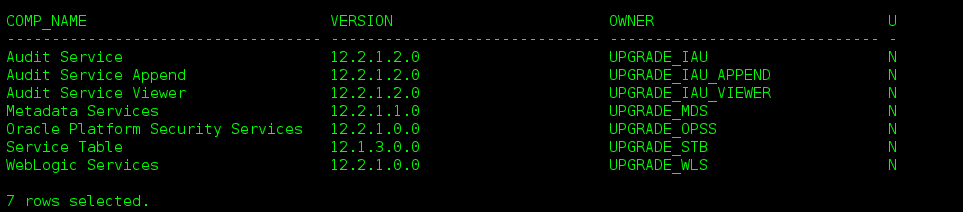 COMP_NAME VERSION OWNER U
----------------------------------- ------------------------------ ------------------------------ -
Audit Service 12.2.1.2.0 UPGRADE_IAU N
Audit Service Append 12.2.1.2.0 UPGRADE_IAU_APPEND N
Audit Service Viewer 12.2.1.2.0 UPGRADE_IAU_VIEWER N
Metadata Services 12.2.1.1.0 UPGRADE_MDS N
Oracle Platform Security Services 12.2.1.0.0 UPGRADE_OPSS N
Service Table 12.1.3.0.0 UPGRADE_STB N
WebLogic Services 12.2.1.0.0 UPGRADE_WLS N
7 rows selected.